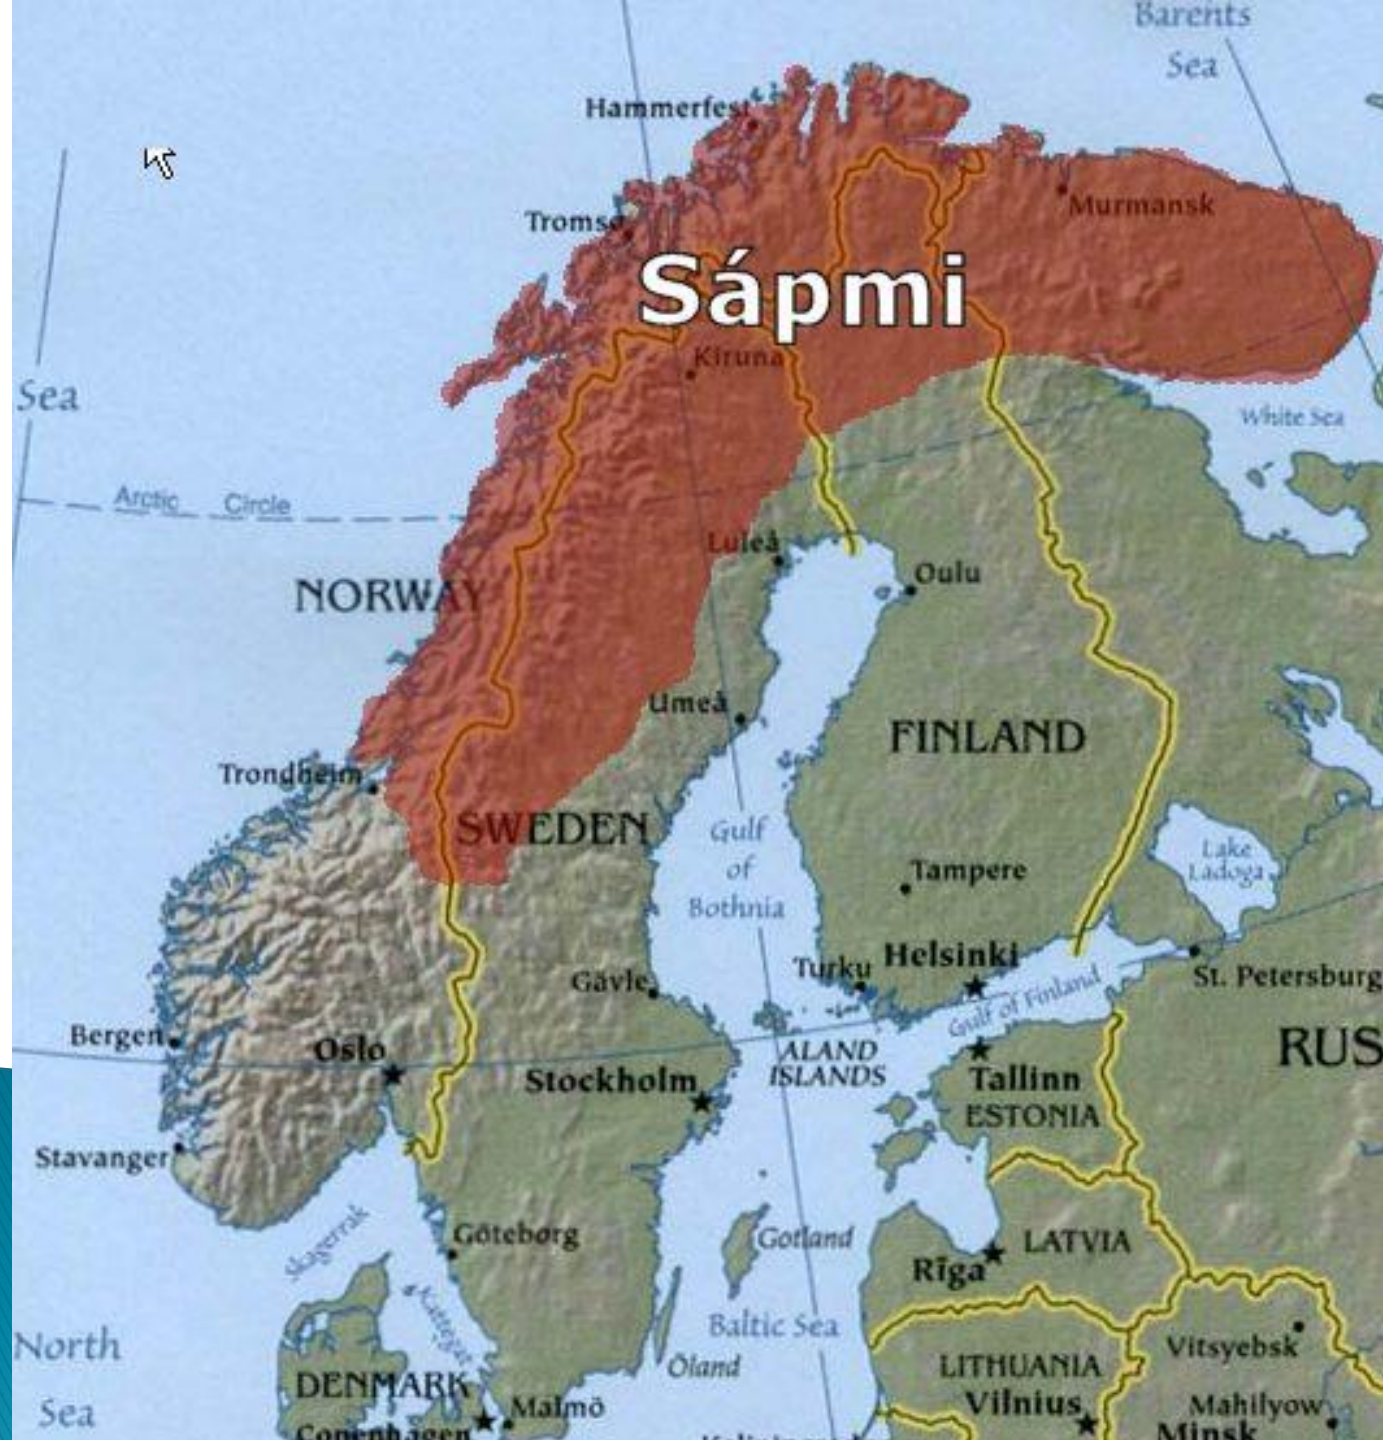 Barents
Sea
Hammerfest
Tromsø
Murmansk
Sápmi
Kiruna
Sea
White Sea
Arctic Circle
Luleå
Oulu
NORWAY
Umeå
FINLAND
Trondheim
SWEDEN
Gulf
of
Bothnia
Lake
Ladoga
Tampere
Helsinki
Turku
Gävle
St. Petersburg
Gulf of Finland
Bergen
Oslo
RUS
ALAND
ISLANDS
Stockholm
Tallinn
ESTONIA
Stavanger
Skagerrak
Göteborg
Gotland
LATVIA
Rīga
Kattegat
Baltic Sea
North
Sea
Öland
Vitsyebsk
LITHUANIA
DENMARK
Vilnius
Malmö
Mahilyow
Copenhagen
Minsk